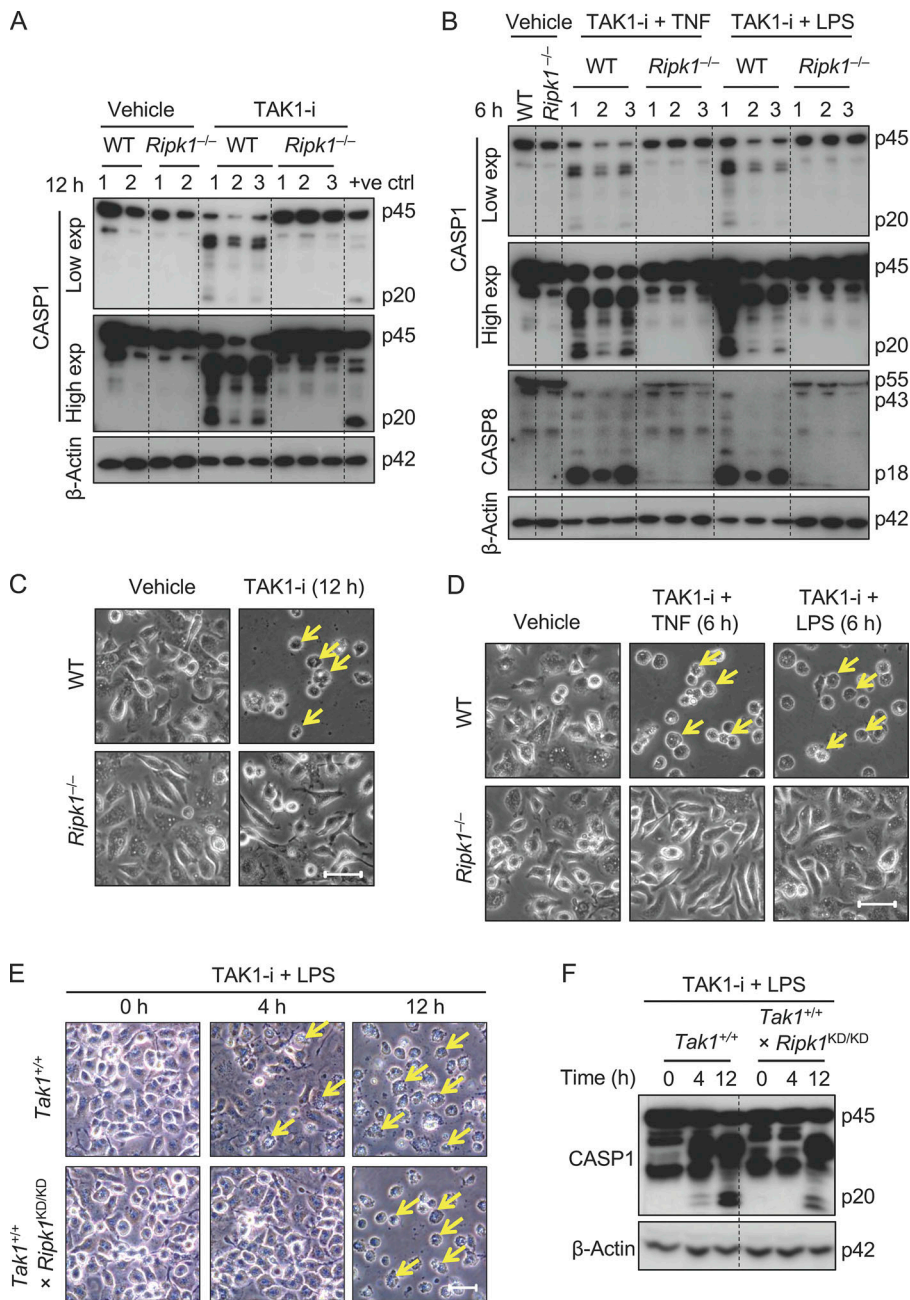 A
Vehicle TAK1-i
WT Ripk1–/– WT Ripk1–/–
12 h 1 2 1 2 1 2 3 1 2 3 +ve ctrl
CASP1
Low exp
p45
p20
High exp
p45
p20
β-Actin
p42
B
Vehicle TAK1-i + TNF TAK1-i + LPS
WT Ripk1–/– WT Ripk1–/– WT Ripk1–/–
6 h 1 2 3 1 2 3 1 2 3 1 2 3
CASP1
Low exp
p45
p20
High exp
p45
p20
CASP8
p55
p43
p18
β-Actin
p42
C
Vehicle TAK1-i (12 h)
WT
Ripk1–/–
D
Vehicle TAK1-i + TNF (6 h) TAK1-i + LPS (6 h)
WT
Ripk1–/–
E
TAK1-i + LPS
0 h 4 h 12 h
Tak1+/+
Tak1+/+
× Ripk1KD/KD
F
TAK1-i + LPS
Tak1+/+ Tak1+/+ × Ripk1KD/KD
Time (h) 0 4 12 0 4 12
CASP1
p45
p20
β-Actin
p42